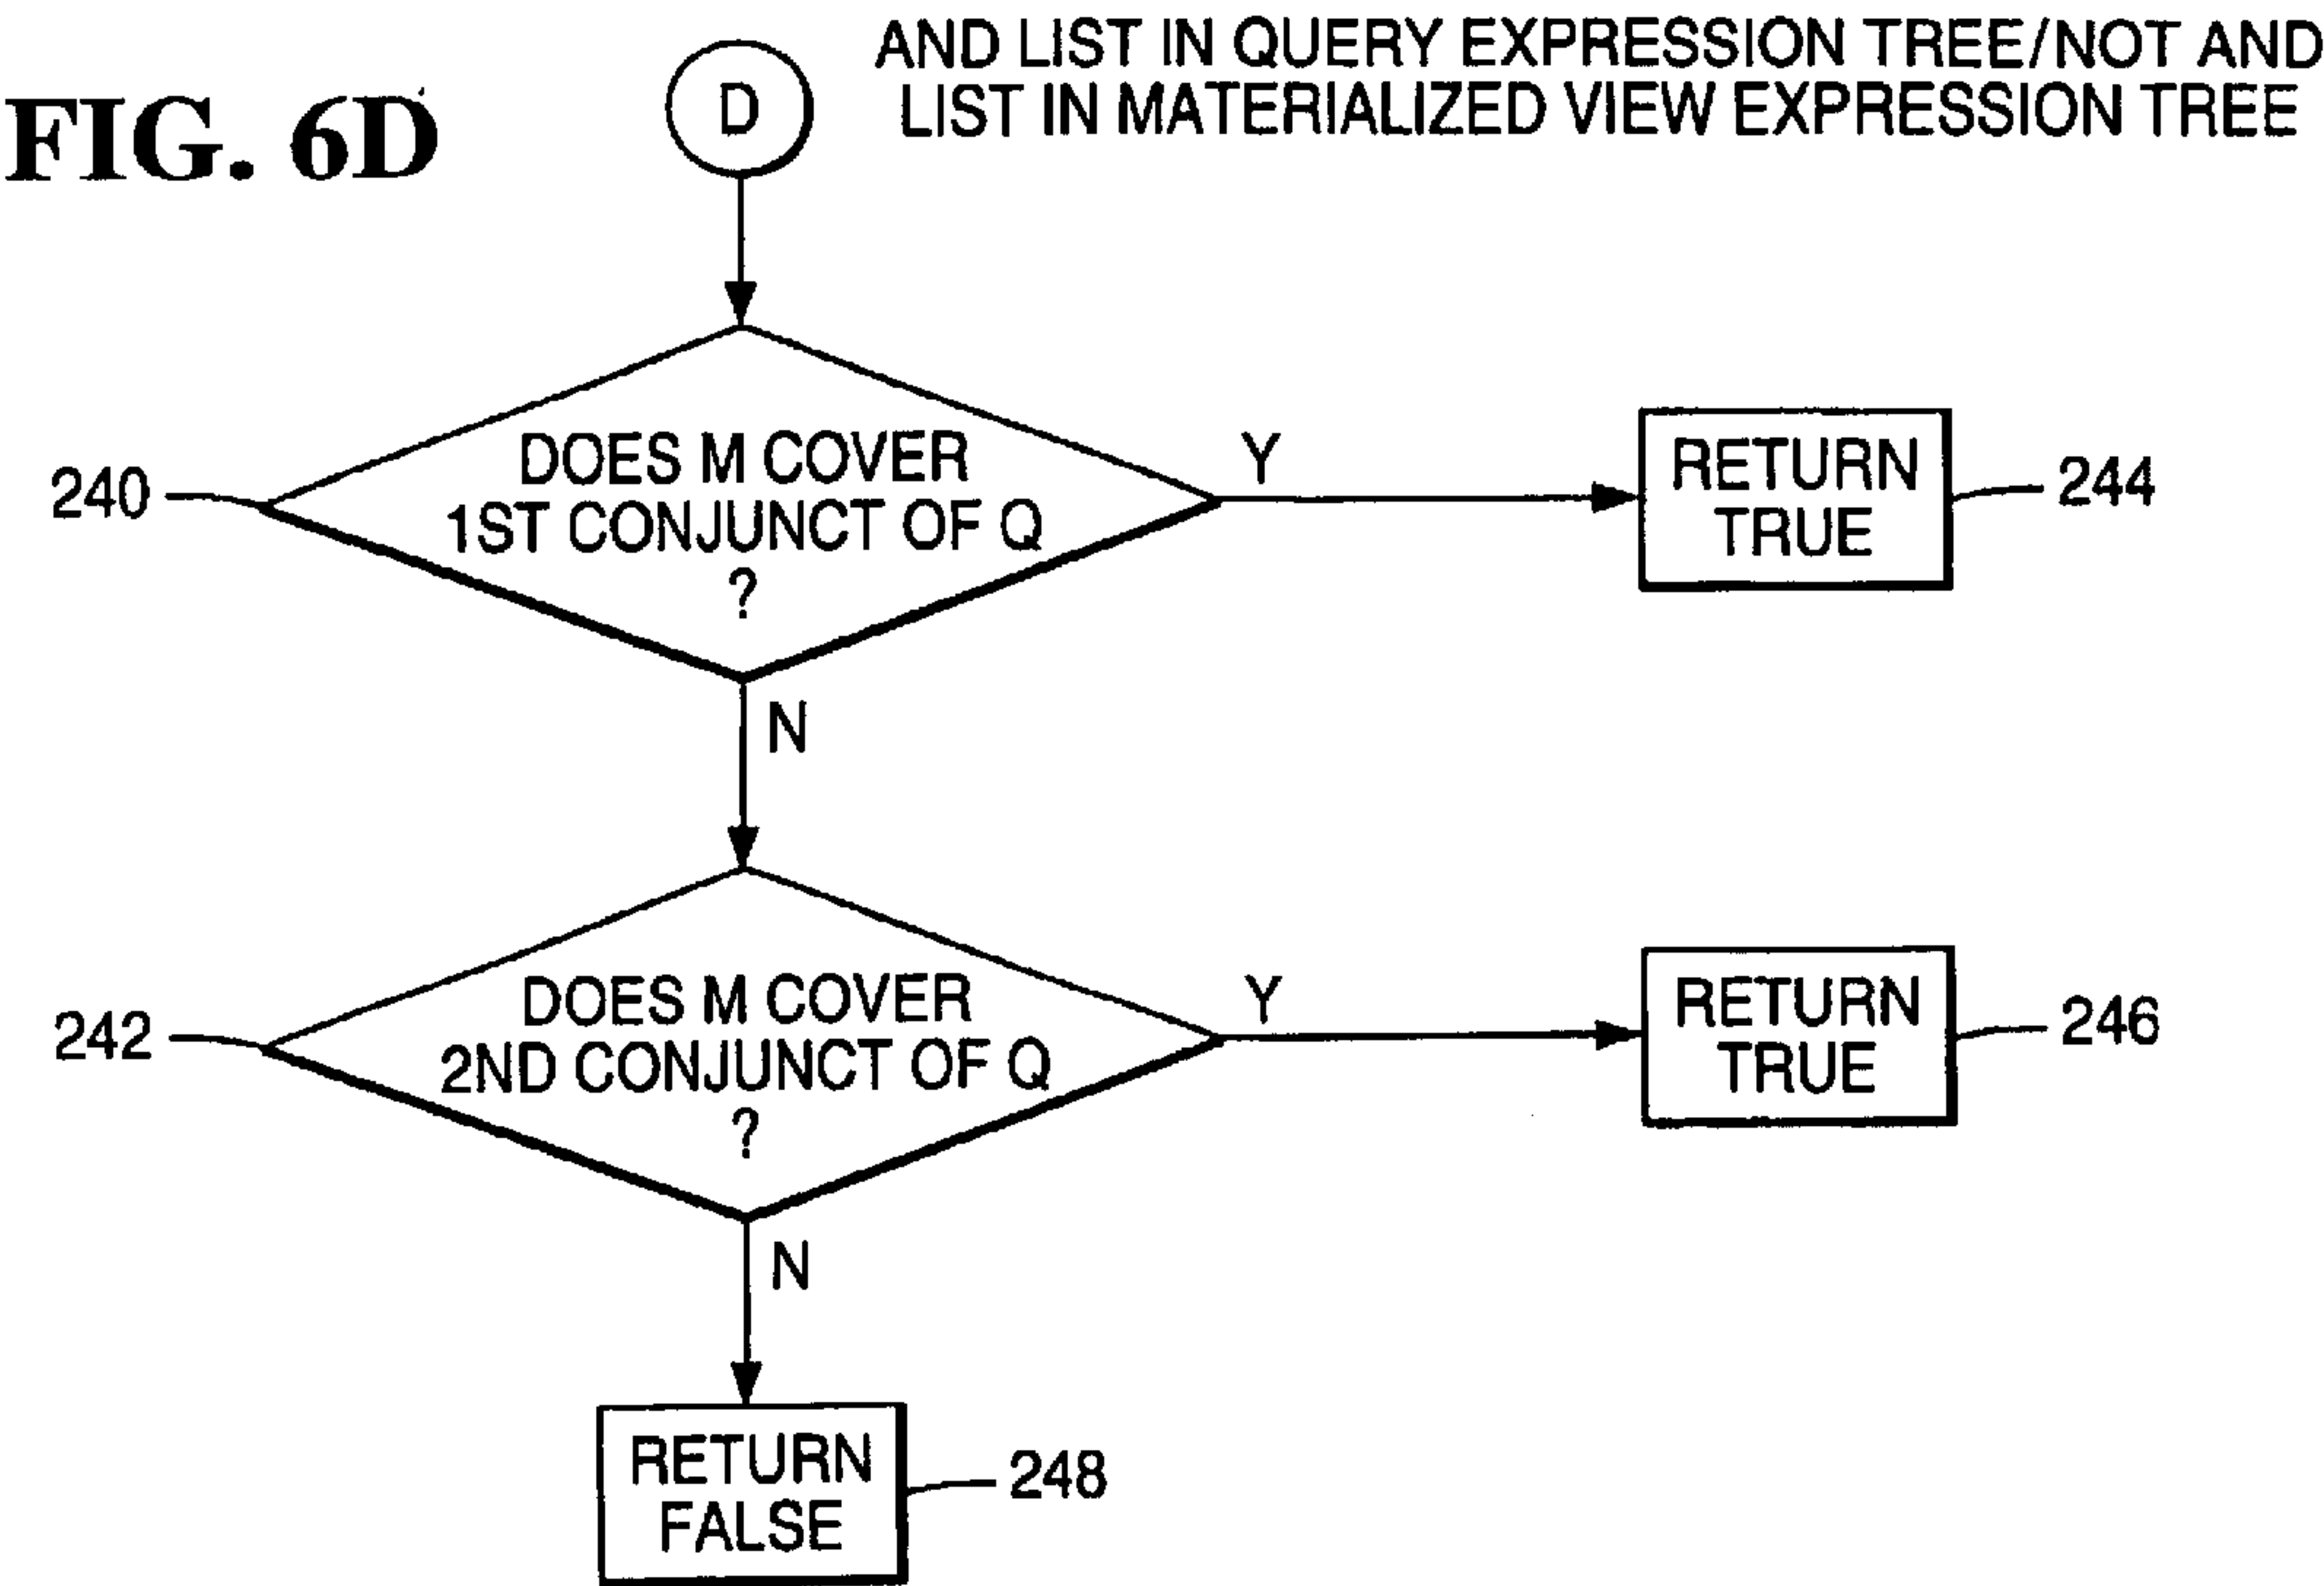 FIG. 6D
D
AND LIST IN QUERY EXPRESSION TREE/NOT AND
LIST IN MATERIALIZED VIEW EXPRESSION TREE
240
DOES M COVER
1ST CONJUNCT OF Q
?
Y
RETURN
TRUE
244
N
242
DOES M COVER
2ND CONJUNCT OF Q
?
Y
RETURN
TRUE
246
N
RETURN
FALSE
248